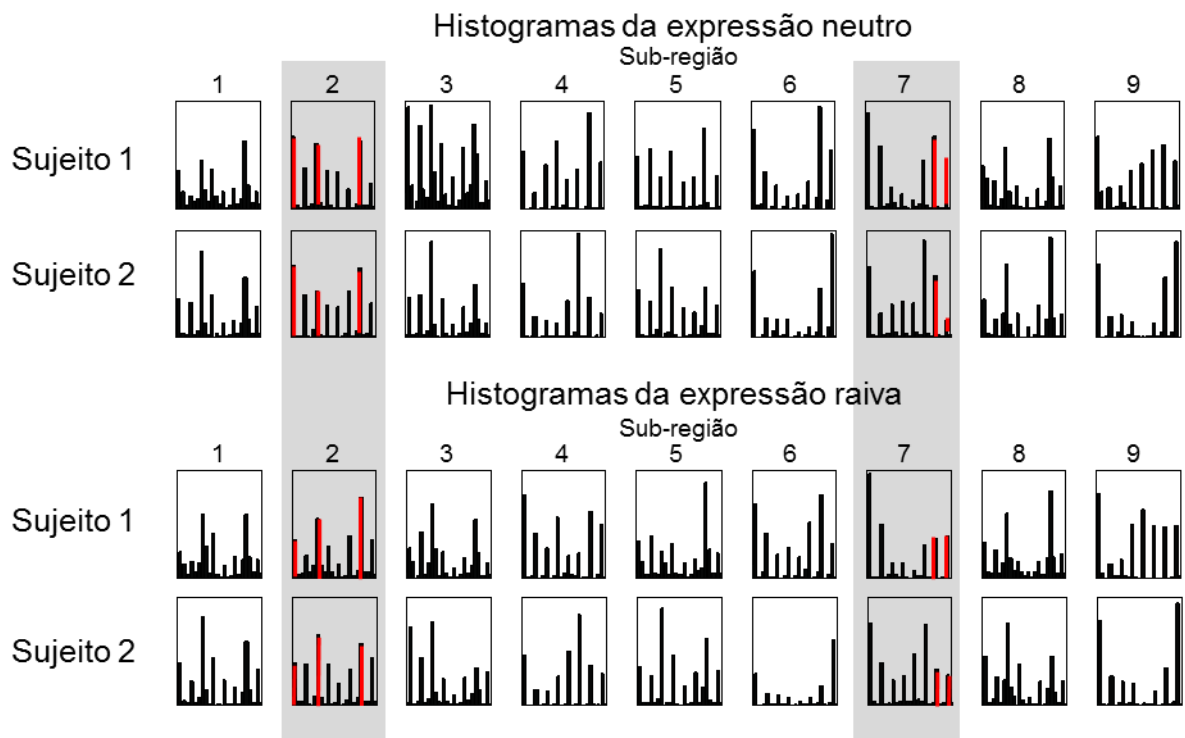 Histogramas da expressão neutro
Sub-região
1 2 3 4 5 6 7 8 9
Sujeito 1
Sujeito 2
Histogramas da expressão raiva
Sub-região
1 2 3 4 5 6 7 8 9
Sujeito 1
Sujeito 2